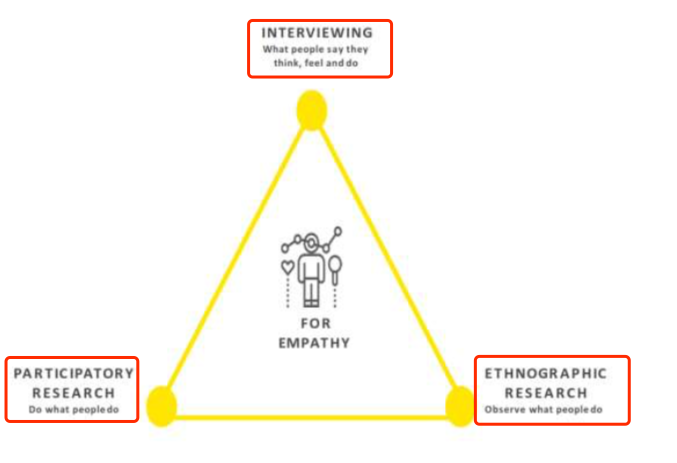 INTERVIEWING
What people say they
think, feel and do
FOR
EMPATHY
PARTICIPATORY
RESEARCH
Do what people do
ETHNOGRAPHIC
RESEARCH
Observe what people do